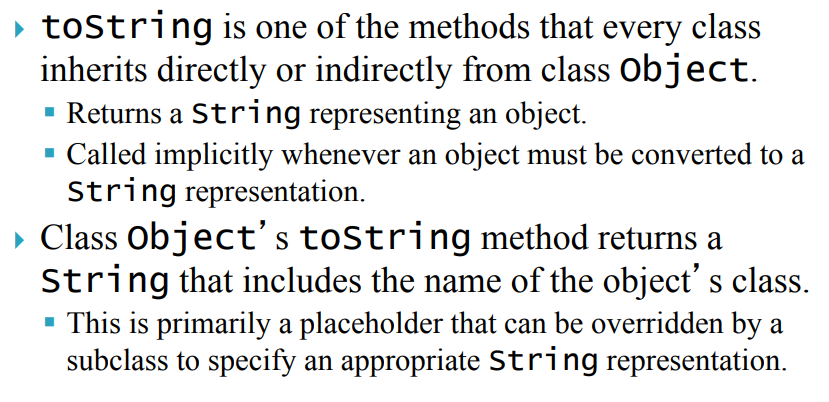 toString is one of the methods that every class
inherits directly or indirectly from class Object.
Returns a String representing an object.
Called implicitly whenever an object must be converted to a
String representation.
Class Object’s toString method returns a
String that includes the name of the object’s class.
This is primarily a placeholder that can be overridden by a
subclass to specify an appropriate String representation.